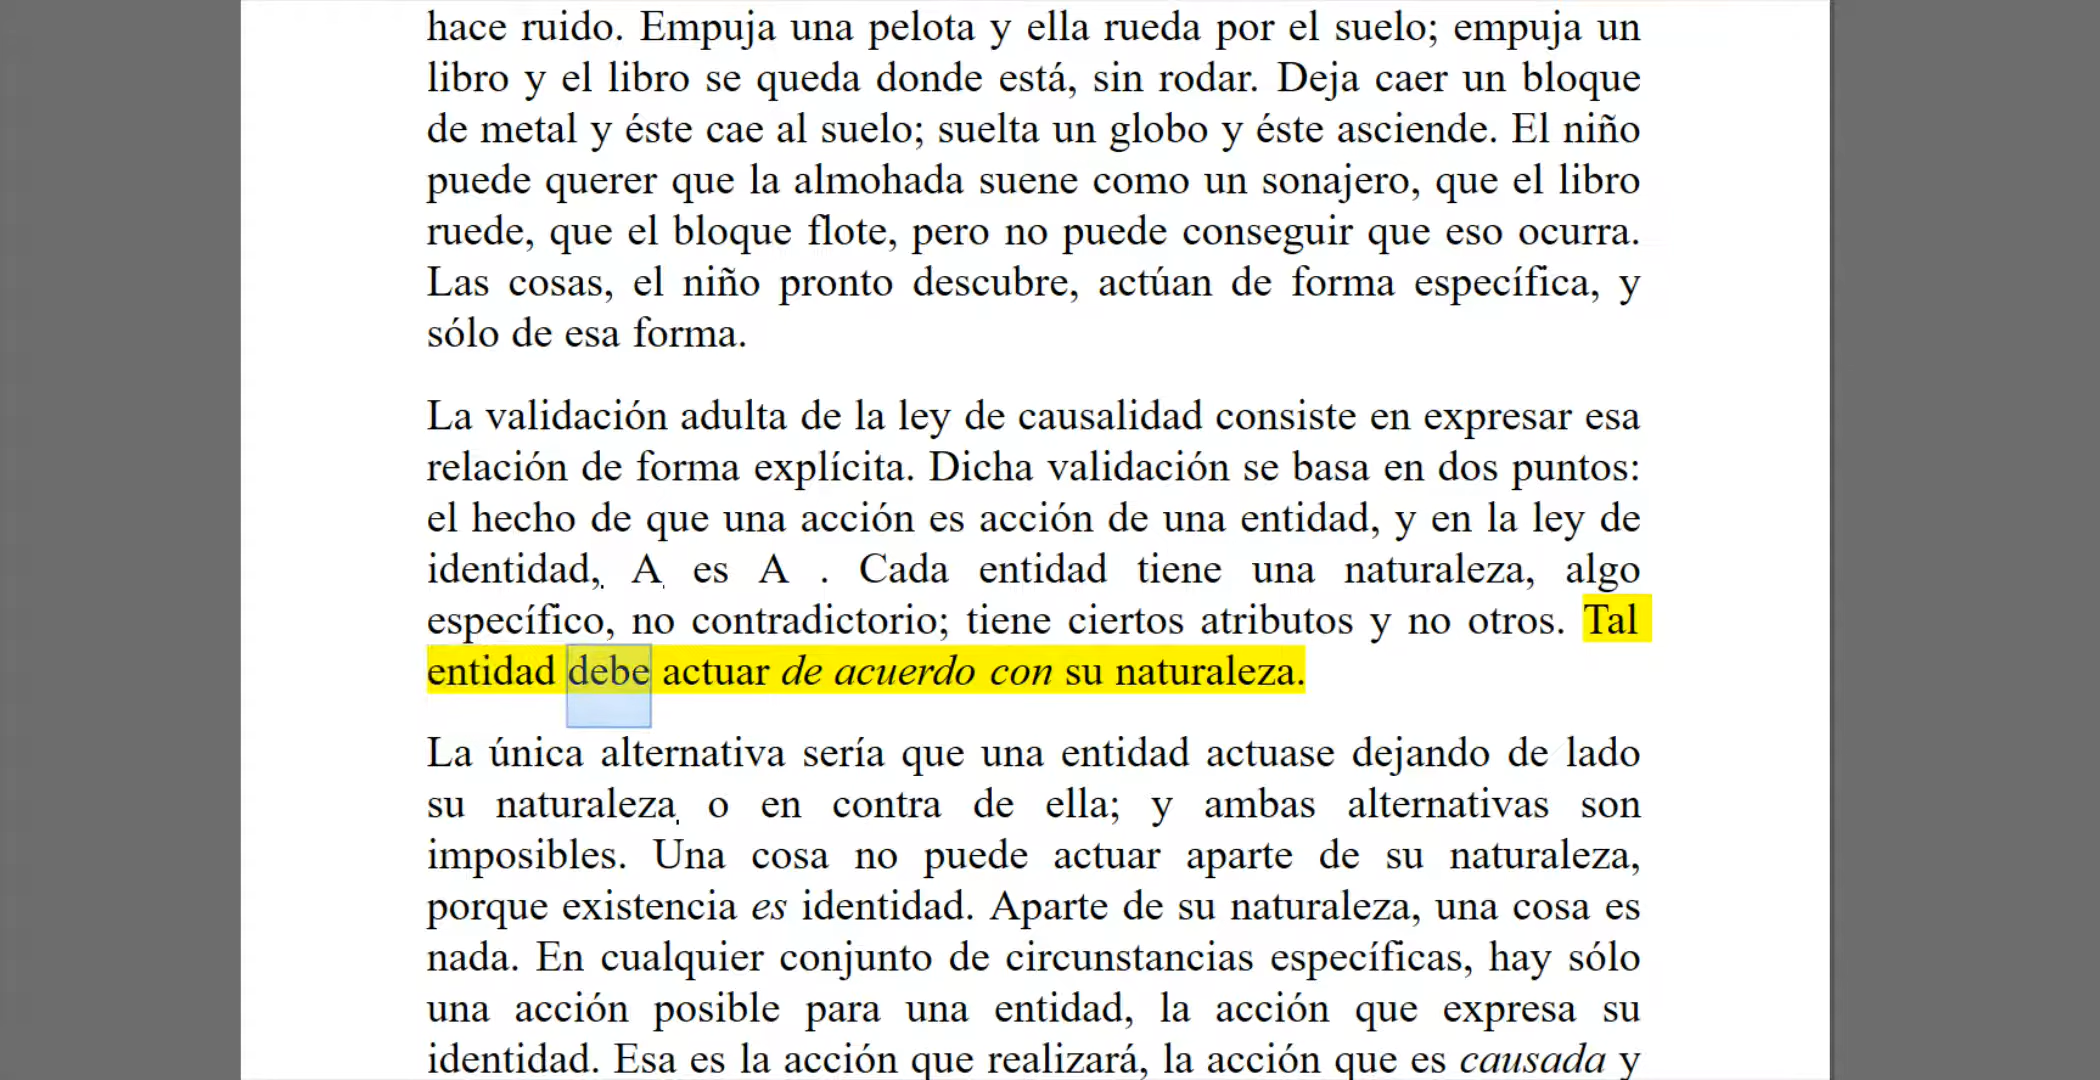 hace ruido. Empuja una pelota y ella rueda por el suelo; empuja un
libro y el libro se queda donde está, sin rodar. Deja caer un bloque
de metal y éste cae al suelo; suelta un globo y éste asciende. El niño
puede querer que la almohada suene como un sonajero, que el libro
ruede, que el bloque flote, pero no puede conseguir que eso ocurra.
Las cosas, el niño pronto descubre, actúan de forma específica, y
sólo de esa forma.
La validación adulta de la ley de causalidad consiste en expresar esa
relación de forma explícita. Dicha validación se basa en dos puntos:
el hecho de que una acción es acción de una entidad, y en la ley de
identidad, A es A . Cada entidad tiene una naturaleza, algo
específico, no contradictorio; tiene ciertos atributos y no otros. Tal
entidad debe actuar de acuerdo con su naturaleza.
La única alternativa sería que una entidad actuase dejando de lado
su naturaleza o en contra de ella; y ambas alternativas son
imposibles. Una cosa no puede actuar aparte de su naturaleza,
porque existencia es identidad. Aparte de su naturaleza, una cosa es
nada. En cualquier conjunto de circunstancias específicas, hay sólo
una acción posible para una entidad, la acción que expresa su
identidad. Esa es la acción que realizará, la acción que es causada y